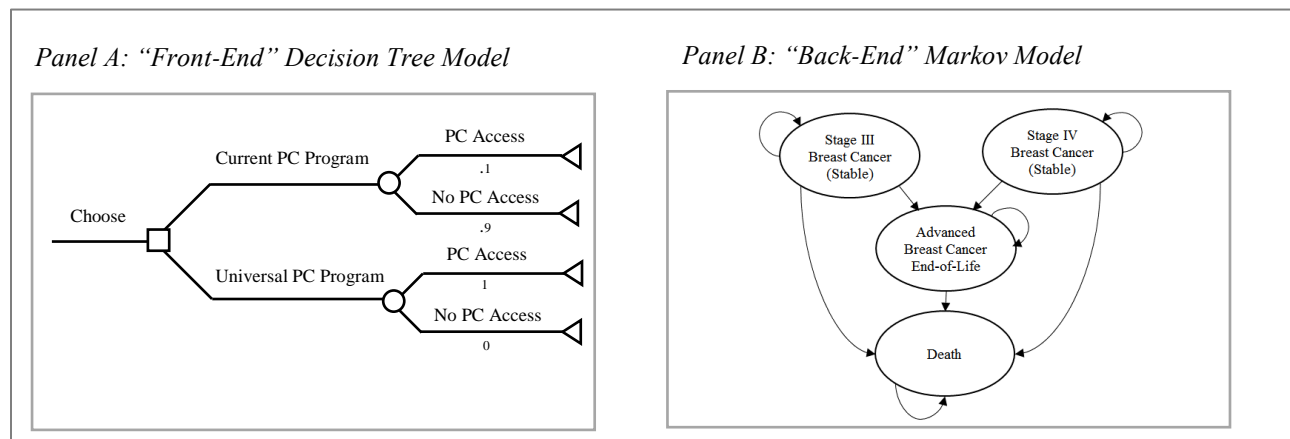 Panel A: “Front-End” Decision Tree Model
Choose
Current PC Program
PC Access
.1
No PC Access
.9
Universal PC Program
PC Access
1
No PC Access
0
Panel B: “Back-End” Markov Model
Stage III
Breast Cancer
(Stable)
Stage IV
Breast Cancer
(Stable)
Advanced
Breast Cancer
End-of-Life
Death